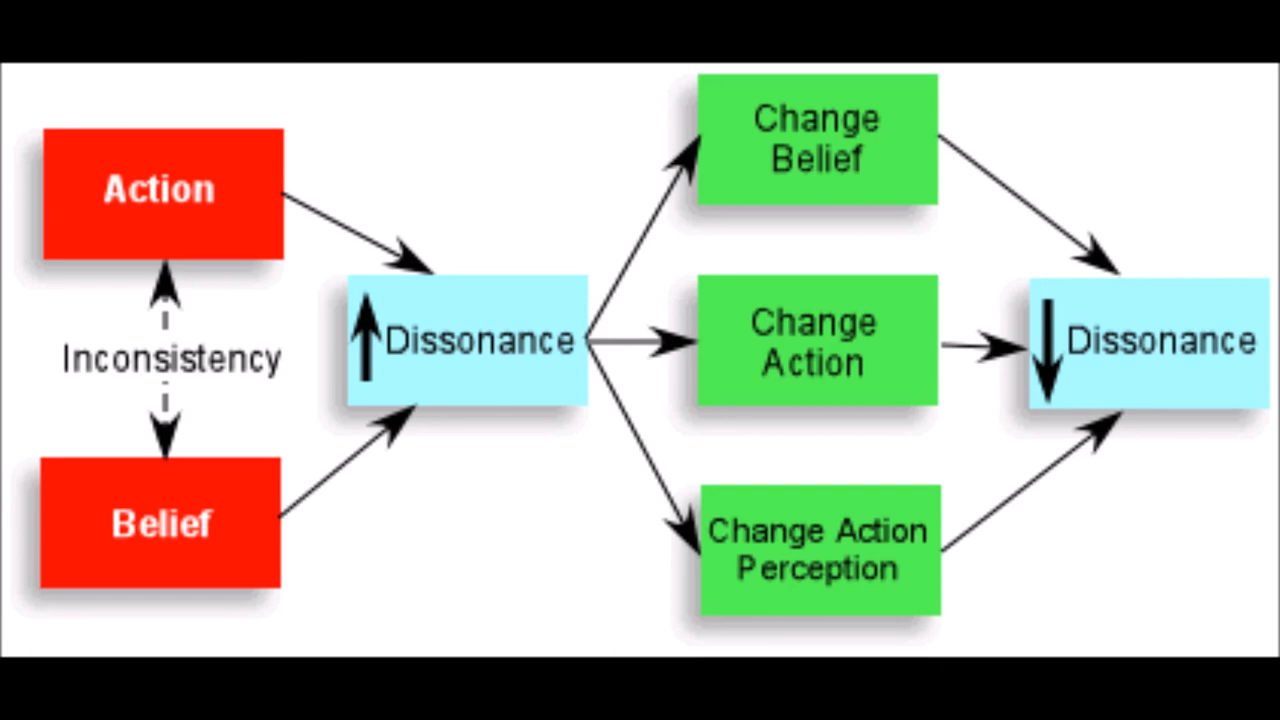 Action
Inconsistency
Belief
Dissonance
Change
Belief
Change
Action
Change Action
Perception
Dissonance